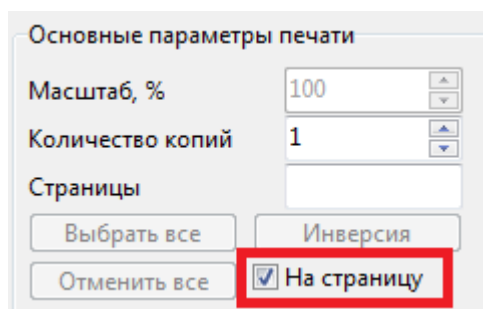 Основные параметры печати
Масштаб, % 100
Количество копий 1
Страницы
Выбрать все Инверсия
Отменить все На страницу